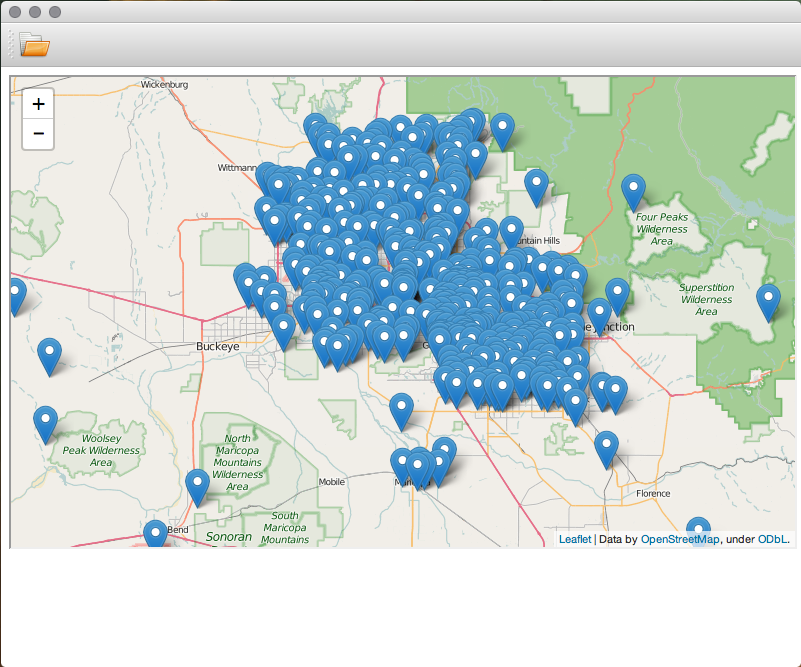 Wickenburg
+
−
Wittmann
Four Peaks
Wilderness
Area
ntain Hills
Superstition
Wilderness
Area
Junction
Buckeye
Woolsey
Peak Wilderness
Area
North
Maricopa
Mountains
Wilderness
Area
Mobile
Florence
South
Maricopa
Mountains
Bend
Sonoran
Leaflet | Data by OpenStreetMap, under ODbL.